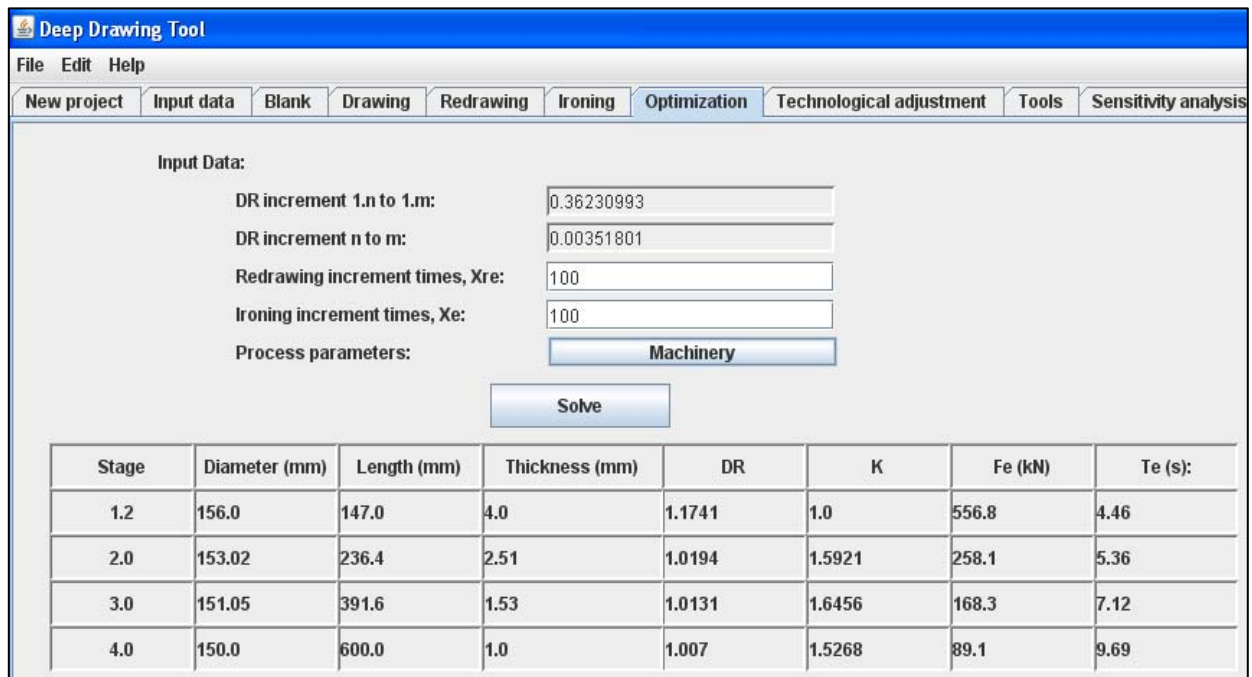 Deep Drawing Tool
File Edit Help
New project Input data Blank Drawing Redrawing Ironing Optimization Technological adjustment Tools Sensitivity analysis
Input Data:
DR increment 1.n to 1.m: 0.36230993
DR increment n to m: 0.00351801
Redrawing increment times, Xre: 100
Ironing increment times, Xe: 100
Process parameters: Machinery
Solve
Stage Diameter (mm) Length (mm) Thickness (mm) DR K Fe (kN) Te (s):
1.2 156.0 147.0 4.0 1.1741 1.0 556.8 4.46
2.0 153.02 236.4 2.51 1.0194 1.5921 258.1 5.36
3.0 151.05 391.6 1.53 1.0131 1.6456 168.3 7.12
4.0 150.0 600.0 1.0 1.007 1.5268 89.1 9.69